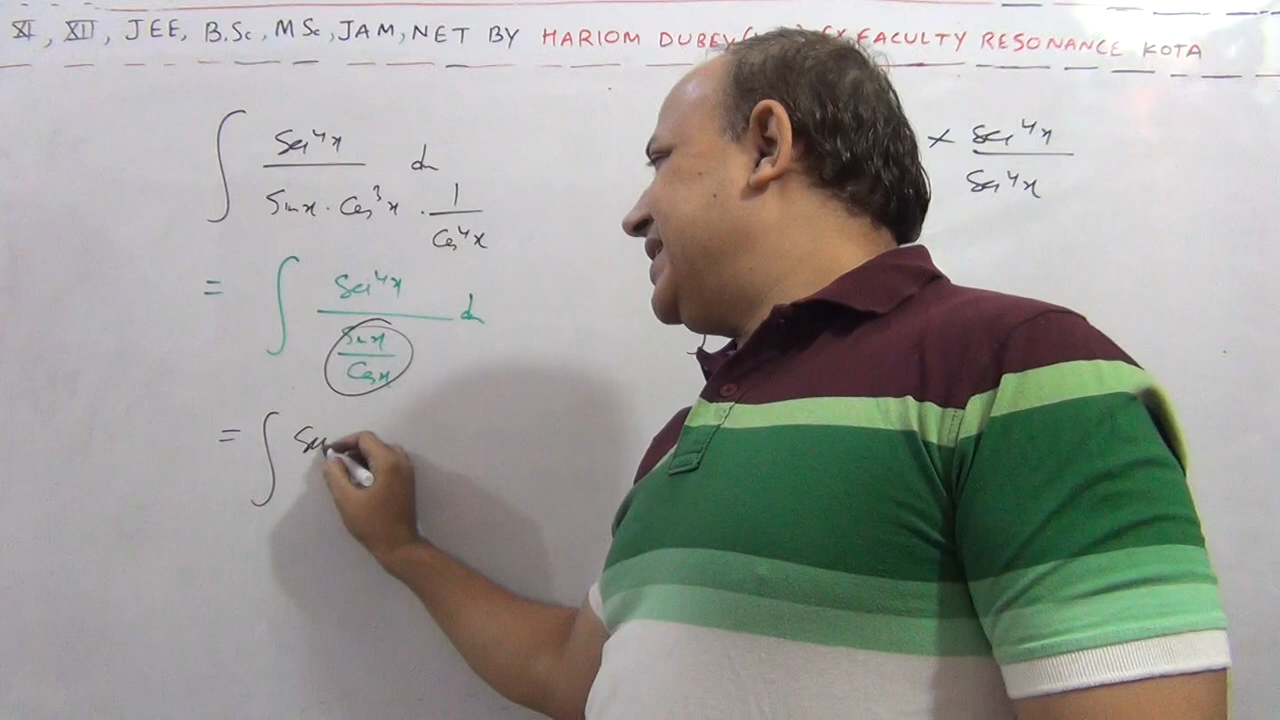 XI, XII, JEE, B.Sc, MSc, JAM, NET BY HARIOM DUBEY FACULTY RESONANCE KOTA
∫ Sec⁴x / (Sinx · Cos³x · 1/Cos⁴x) dx
× Sec⁴x / Sec⁴x
= ∫ Sec⁴x / (Sinx / Cosx) dx
= ∫ Sec